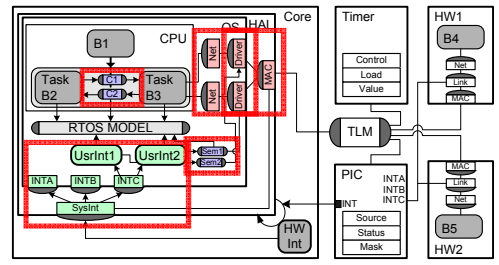 Core
HAL
OS
CPU
B1
Task
B2
C1
C2
Task
B3
Net
Net
Driver
Driver
MAC
RTOS MODEL
UsrInt1
UsrInt2
Sem1
Sem2
INTA
INTB
INTC
SysInt
HW
Int
Timer
Control
Load
Value
TLM
PIC
INTA
INTB
INTC
INT
Source
Status
Mask
HW1
B4
Net
Link
MAC
MAC
Link
Net
B5
HW2